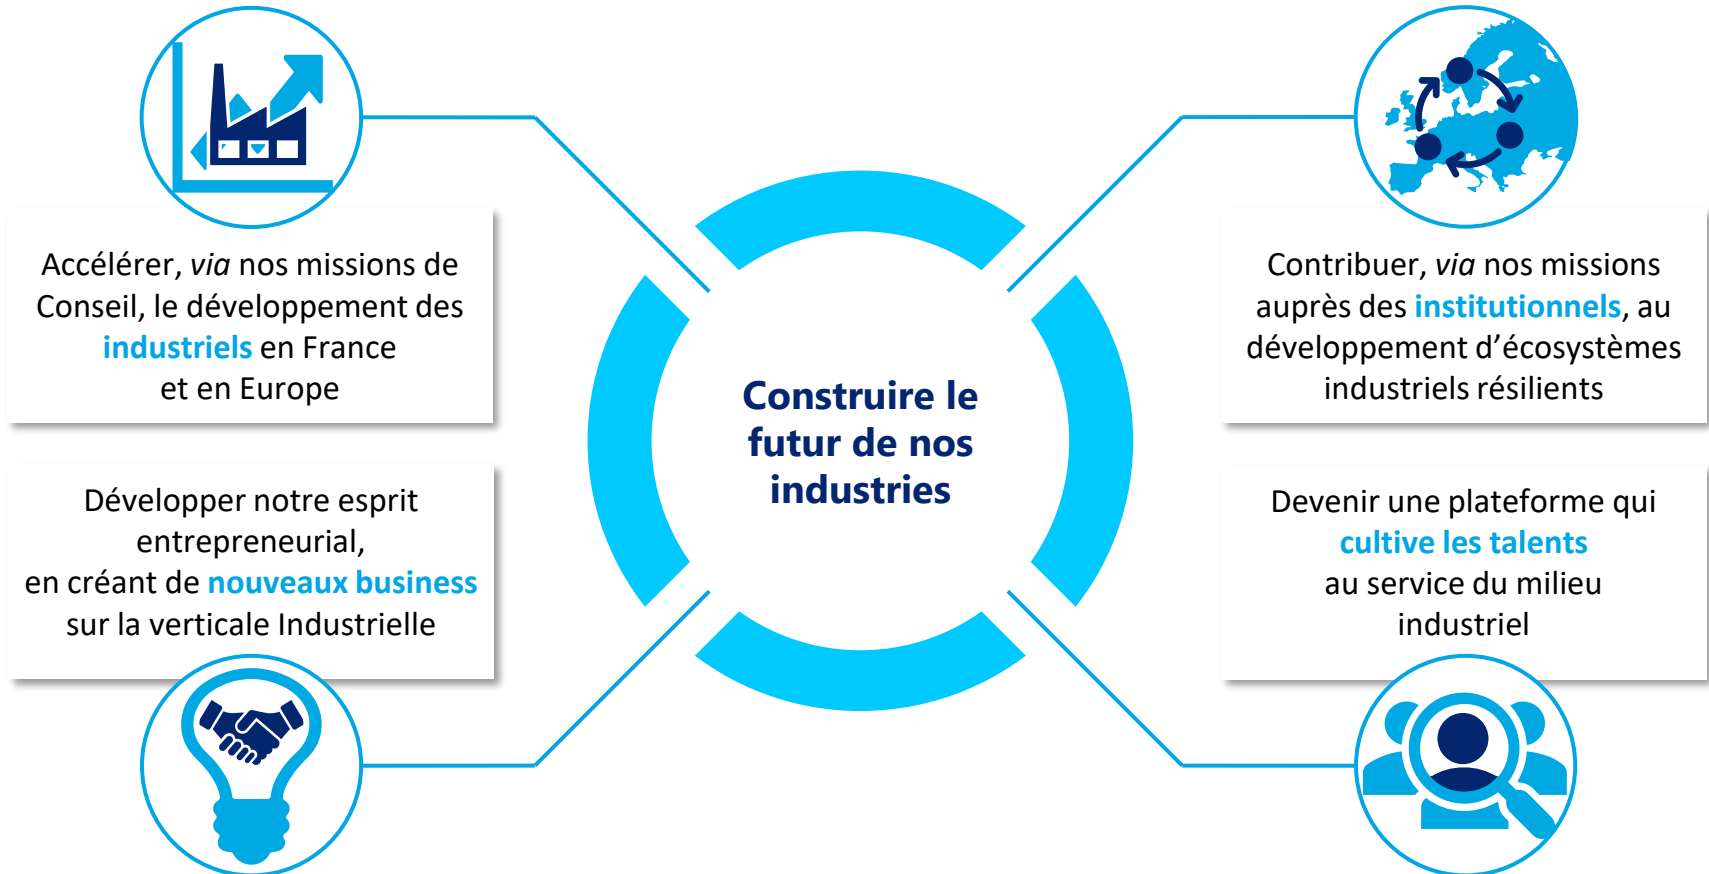 Accélérer, via nos missions de
Conseil, le développement des
industriels en France
et en Europe
Contribuer, via nos missions
auprès des institutionnels, au
développement d’écosystèmes
industriels résilients
Construire le
futur de nos
industries
Développer notre esprit
entrepreneurial,
en créant de nouveaux business
sur la verticale Industrielle
Devenir une plateforme qui
cultive les talents
au service du milieu
industriel